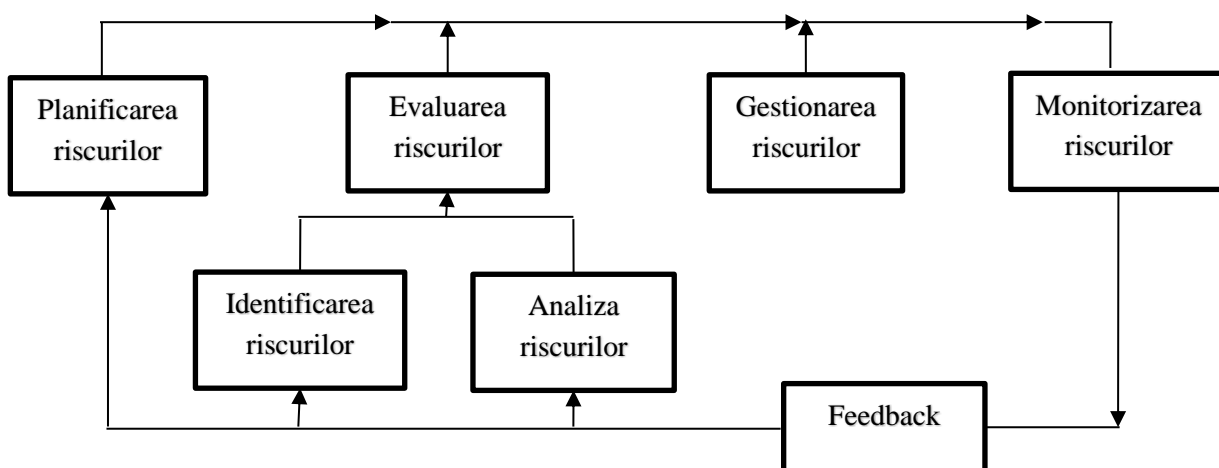 Planificarea
riscurilor
Evaluarea
riscurilor
Gestionarea
riscurilor
Monitorizarea
riscurilor
Identificarea
riscurilor
Analiza
riscurilor
Feedback